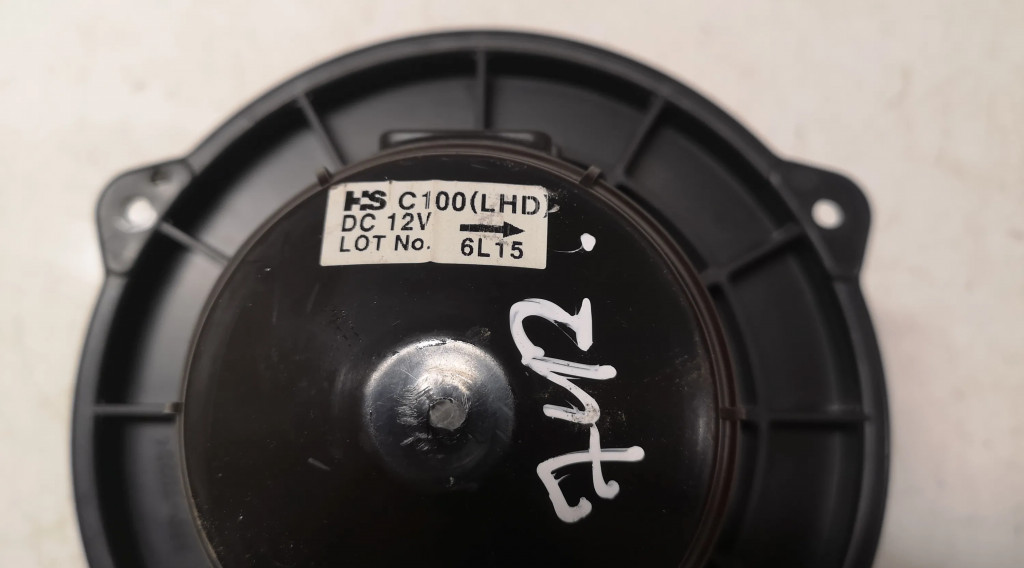 HS C100(LHD)
DC 12V →
LOT No. 6L15